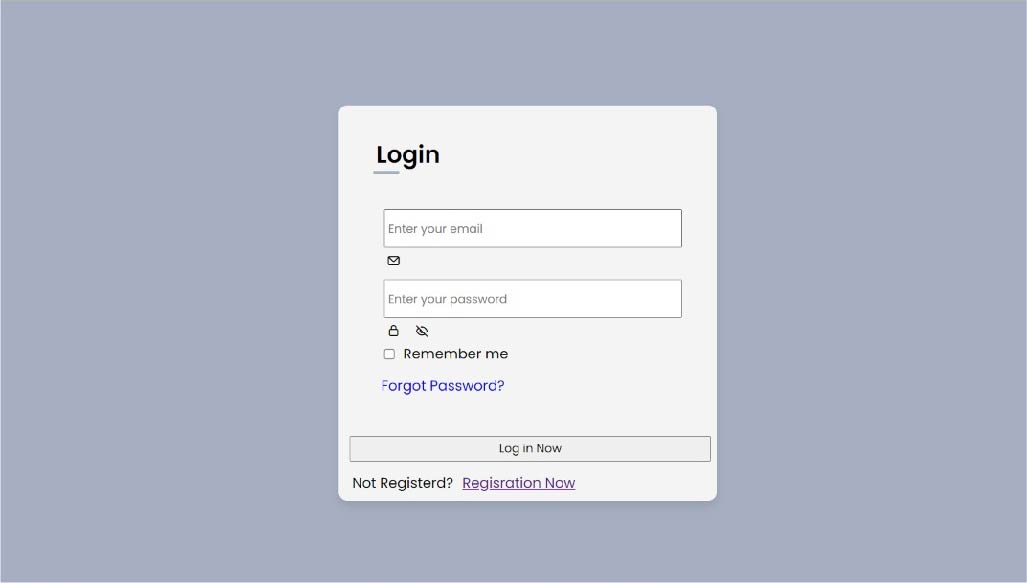 Login
Enter your email
Enter your password
Remember me
Forgot Password?
Log in Now
Not Registerd? Regisration Now